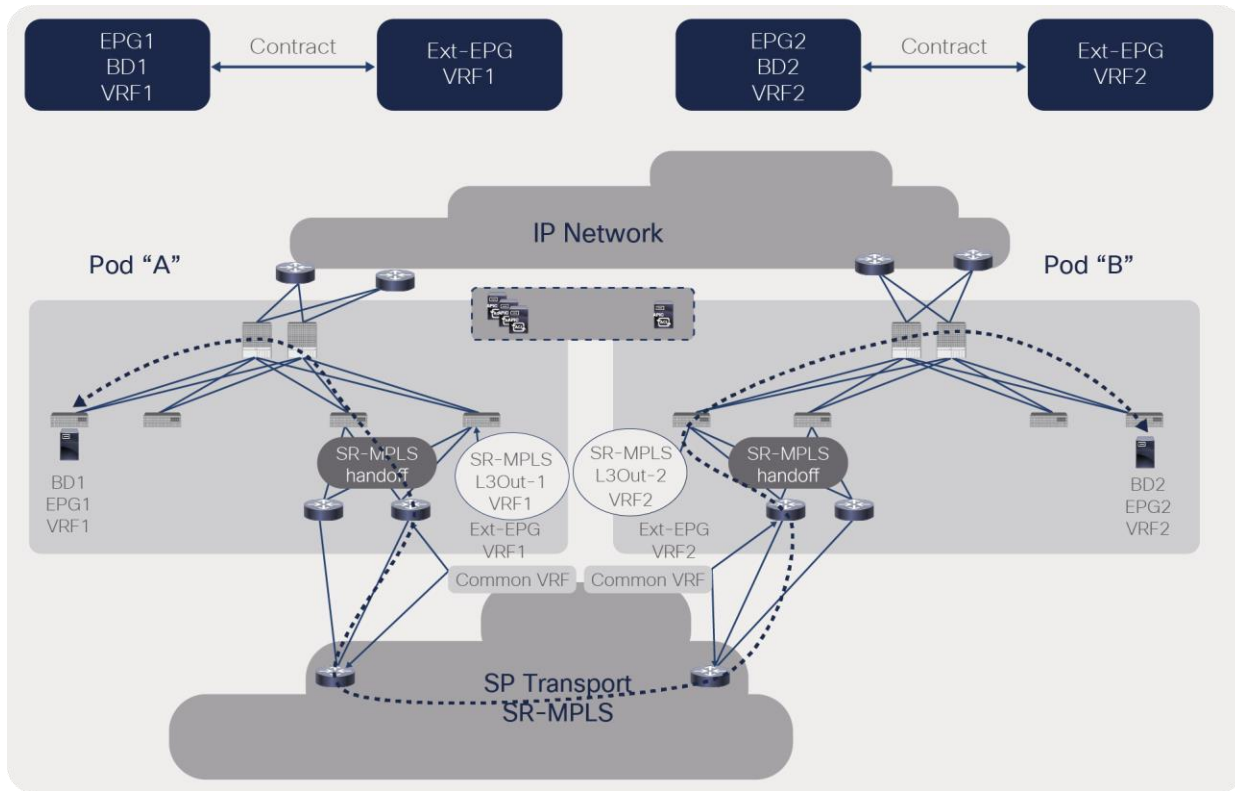 EPG1
BD1
VRF1
Contract
Ext-EPG
VRF1
EPG2
BD2
VRF2
Contract
Ext-EPG
VRF2
IP Network
Pod “A”
Pod “B”
SR-MPLS
handoff
SR-MPLS
L3Out-1
VRF1
SR-MPLS
L3Out-2
VRF2
SR-MPLS
handoff
BD1
EPG1
VRF1
Ext-EPG
VRF1
Ext-EPG
VRF2
BD2
EPG2
VRF2
Common VRF
Common VRF
SP Transport
SR-MPLS